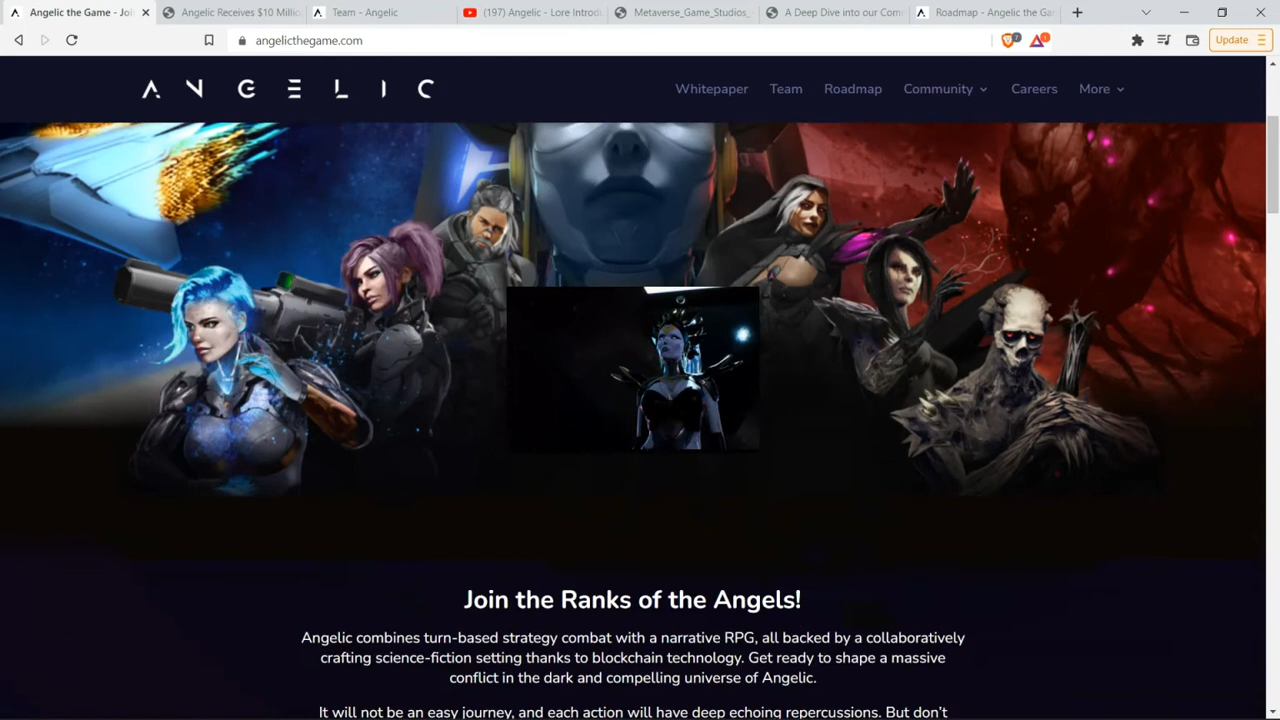 Angelic the Game - Joi
Angelic Receives $10 Millio
Team - Angelic
(197) Angelic - Lore Introdu
Metaverse_Game_Studios_
A Deep Dive into our Com
Roadmap - Angelic the Ga
angelicthegame.com
Update
ANGELIC
Whitepaper
Team
Roadmap
Community
Careers
More
Join the Ranks of the Angels!
Angelic combines turn-based strategy combat with a narrative RPG, all backed by a collaboratively
crafting science-fiction setting thanks to blockchain technology. Get ready to shape a massive
conflict in the dark and compelling universe of Angelic.
It will not be an easy journey, and each action will have deep echoing repercussions. But don't